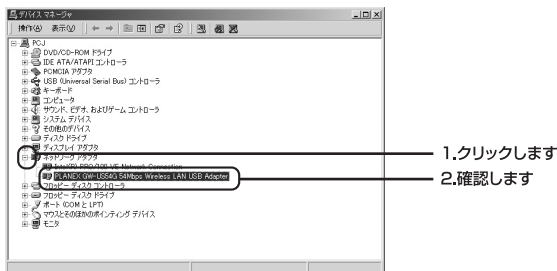 デバイス マネージャ
操作(A) 表示(V)
PCJ
DVD/CD-ROM ドライブ
IDE ATA/ATAPI コントローラ
PCMCIA アダプタ
USB (Universal Serial Bus) コントローラ
キーボード
コンピュータ
サウンド、ビデオ、およびゲーム コントローラ
システム デバイス
その他のデバイス
ディスク ドライブ
ディスプレイ アダプタ
ネットワーク アダプタ
Intel(R) PRO/100 VE Network Connection
PLANEX GW-US54G 54Mbps Wireless LAN USB Adapter
フロッピー ディスク コントローラ
フロッピー ディスク ドライブ
ポート (COM と LPT)
マウスとそのほかのポインティング デバイス
モニタ
1.クリックします
2.確認します